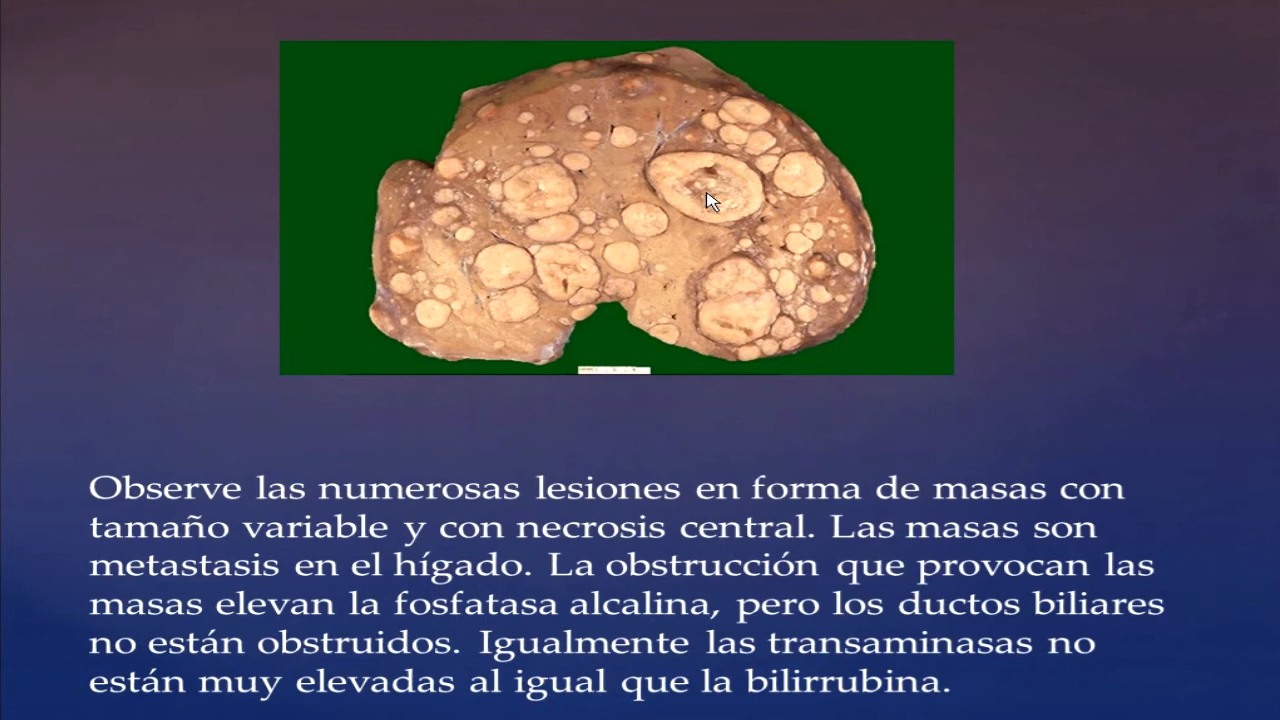 Observe las numerosas lesiones en forma de masas con
tamaño variable y con necrosis central. Las masas son
metastasis en el hígado. La obstrucción que provocan las
masas elevan la fosfatasa alcalina, pero los ductos biliares
no están obstruidos. Igualmente las transaminasas no
están muy elevadas al igual que la bilirrubina.